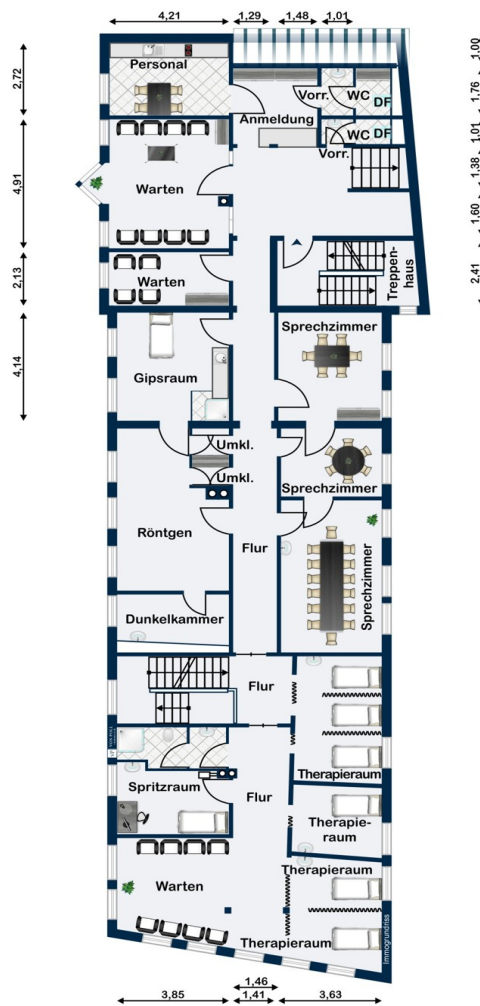 4,21
1,29
1,48
1,01
2,72
4,91
2,13
4,14
1,00
1,76
1,01
1,38
1,60
2,41
Personal
Anmeldung
Vorr.
WC
DF
WC
DF
Vorr.
Warten
Warten
Treppen-
haus
Gipsraum
Sprechzimmer
Umkl.
Umkl.
Sprechzimmer
Röntgen
Flur
Sprechzimmer
Dunkelkammer
Flur
Therapieraum
Spritzraum
Flur
Therapie-
raum
Warten
Therapieraum
Therapieraum
Immogrundriss
1,46
3,85
1,41
3,63